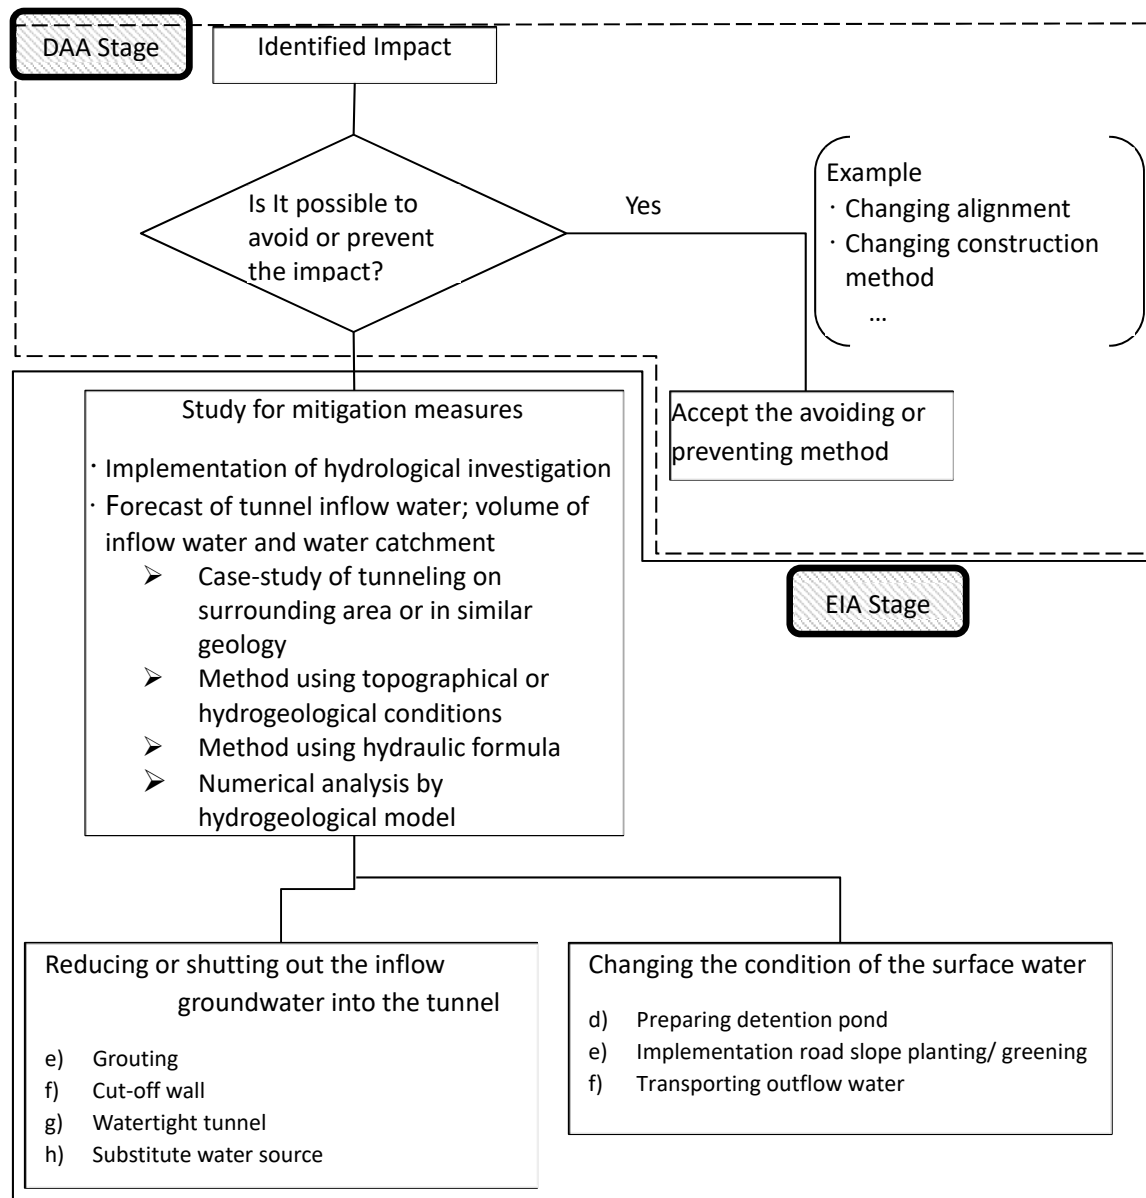 DAA Stage
Identified Impact
Is It possible to
avoid or prevent
the impact?
Yes
Example
· Changing alignment
· Changing construction
method
...
Accept the avoiding or
preventing method
Study for mitigation measures
· Implementation of hydrological investigation
· Forecast of tunnel inflow water; volume of
inflow water and water catchment
➢ Case-study of tunneling on
surrounding area or in similar
geology
➢ Method using topographical or
hydrogeological conditions
➢ Method using hydraulic formula
➢ Numerical analysis by
hydrogeological model
EIA Stage
Reducing or shutting out the inflow
groundwater into the tunnel
e) Grouting
f) Cut-off wall
g) Watertight tunnel
h) Substitute water source
Changing the condition of the surface water
d) Preparing detention pond
e) Implementation road slope planting/ greening
f) Transporting outflow water